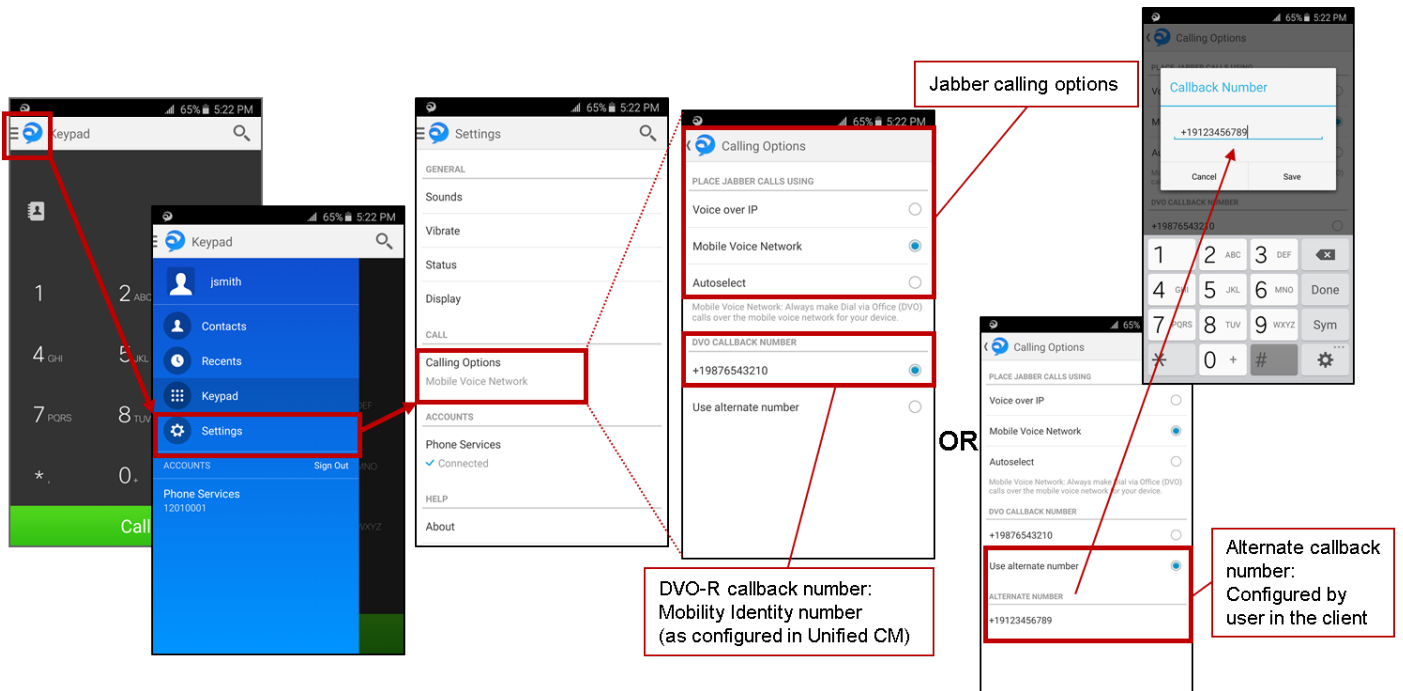 65% 5:22 PM
Keypad
1
2 ABC
4 GHI
5 JKL
7 PQRS
8 TUV
* ,
0 +
Call
65% 5:22 PM
Keypad
jsmith
Contacts
Recents
Keypad
DEF
Settings
ACCOUNTS Sign Out
MNO
Phone Services
12010001
WXYZ
65% 5:22 PM
Settings
GENERAL
Sounds
Vibrate
Status
Display
CALL
Calling Options
Mobile Voice Network
ACCOUNTS
Phone Services
Connected
HELP
About
65% 5:22 PM
Calling Options
PLACE JABBER CALLS USING
Voice over IP
Mobile Voice Network
Autoselect
Mobile Voice Network: Always make Dial via Office (DVO)
calls over the mobile voice network for your device.
DVO CALLBACK NUMBER
+19876543210
Use alternate number
Jabber calling options
DVO-R callback number:
Mobility Identity number
(as configured in Unified CM)
OR
65%
Calling Options
PLACE JABBER CALLS USING
Voice over IP
Mobile Voice Network
Autoselect
Mobile Voice Network: Always make Dial via Office (DVO)
calls over the mobile voice network for your device.
DVO CALLBACK NUMBER
+19876543210
Use alternate number
ALTERNATE NUMBER
+19123456789
65% 5:22 PM
Calling Options
PLACE JABBER CALLS USING
Callback Number
+19123456789
Cancel Save
DVO CALLBACK NUMBER
+19876543210
1 2 ABC 3 DEF
4 GHI 5 JKL 6 MNO Done
7 PQRS 8 TUV 9 WXYZ Sym
* 0 + #
Alternate callback
number:
Configured by
user in the client